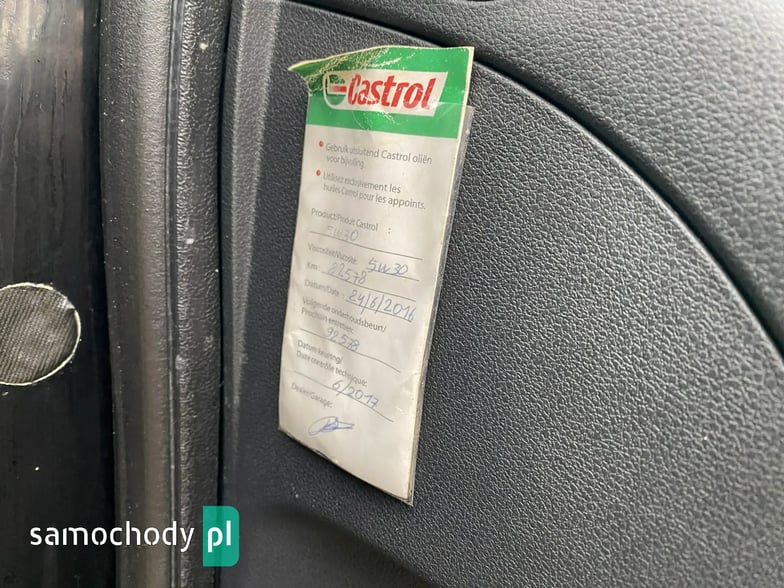 Castrol
• Gebruik uitsluitend Castrol oliën
voor bijvulling.
• Utilisez exclusivement les
huiles Castrol pour les appoints.
Product/Produit Castrol :
5W30
Viscositeit/Viscosité: 5W30
Km : 82578
Datum/Date : 24/6/2016
Volgende onderhoudsbeurt/
Prochain entretien:
92578
Datum keuring/
Date contrôle technique:
6/2017
Dealer/Garage:
samochody pl